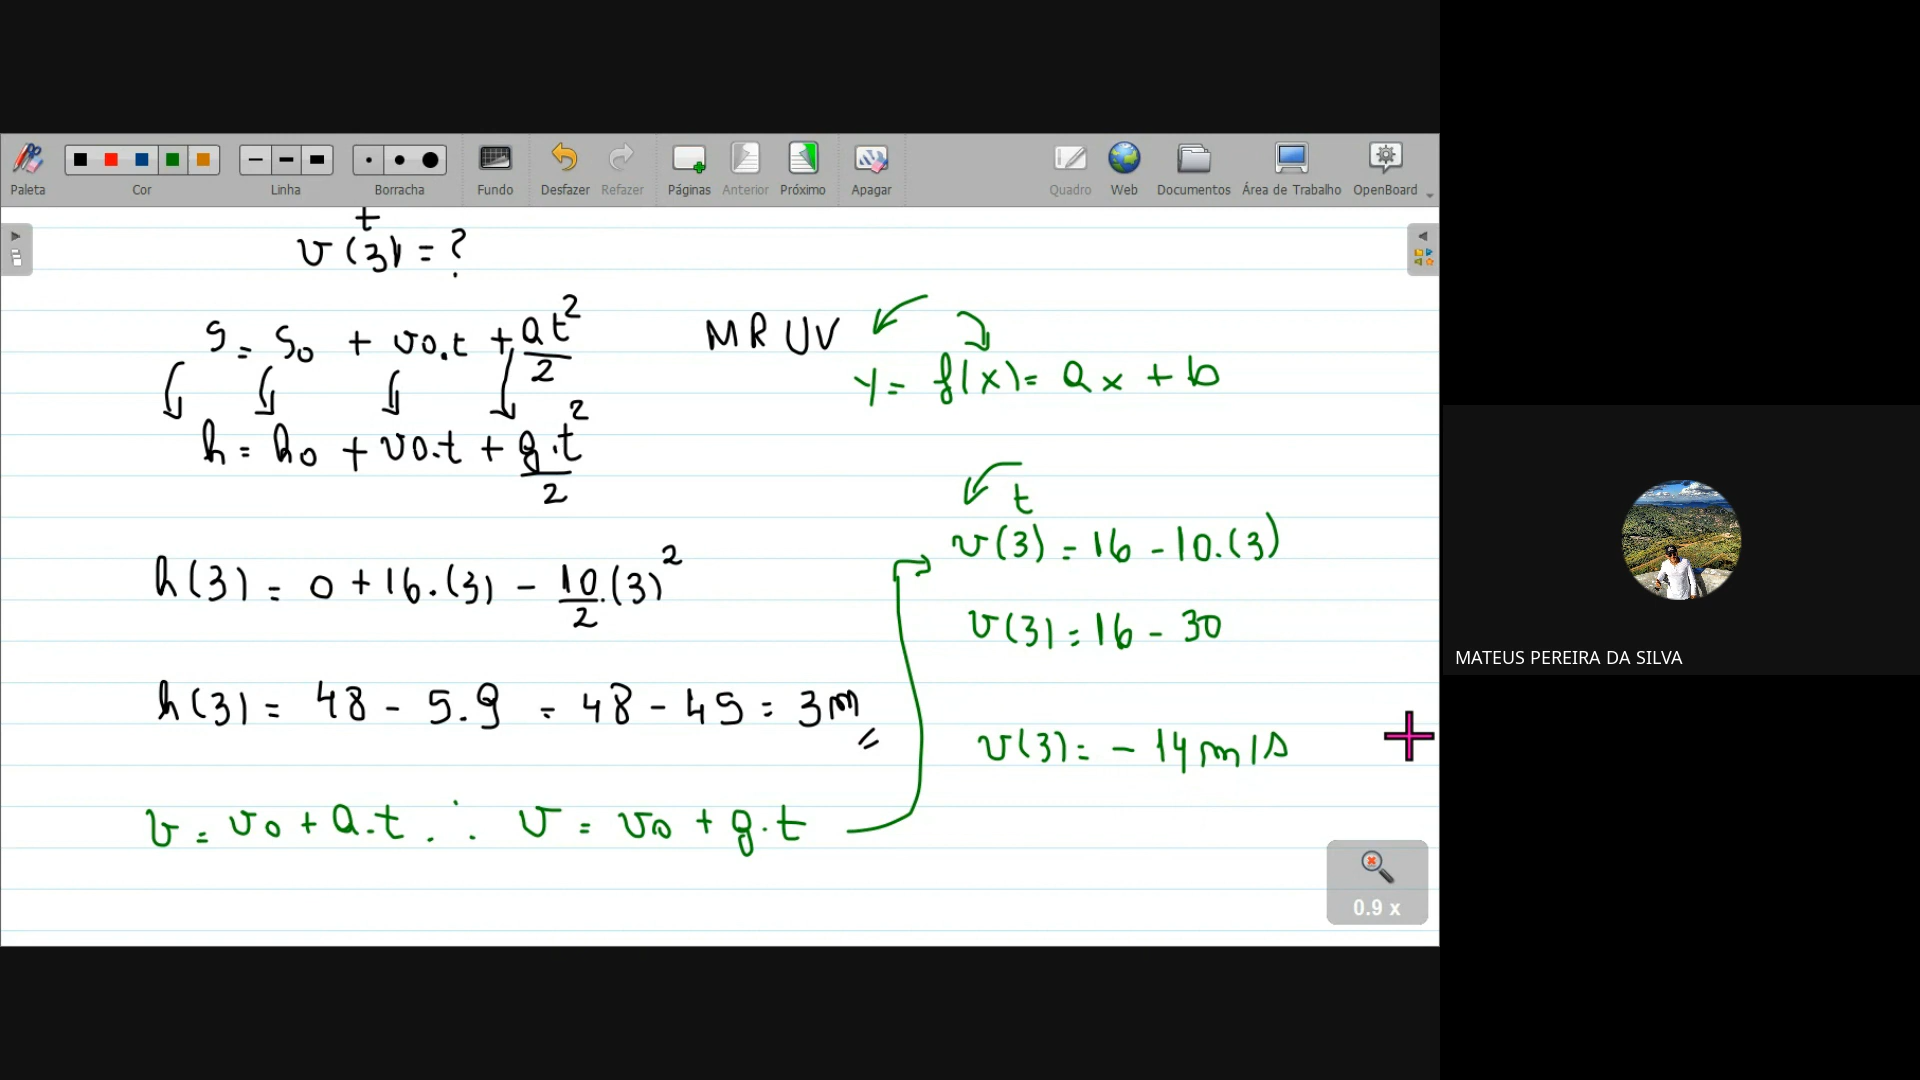 Paleta Cor Linha Borracha Fundo Desfazer Refazer Páginas Anterior Próximo Apagar Quadro Web Documentos Área de Trabalho OpenBoard
t
v(3) = ?
S = S₀ + v₀.t + at²/2
MRUV
y = f(x) = ax + b
h = h₀ + v₀.t + g.t²/2
t
v(3) = 16 - 10.(3)
h(3) = 0 + 16.(3) - 10/2.(3)²
v(3) = 16 - 30
MATEUS PEREIRA DA SILVA
h(3) = 48 - 5.9 = 48 - 45 = 3m
v(3) = -14m/s
v = v₀ + a.t ∴ v = v₀ + g.t
0.9 x